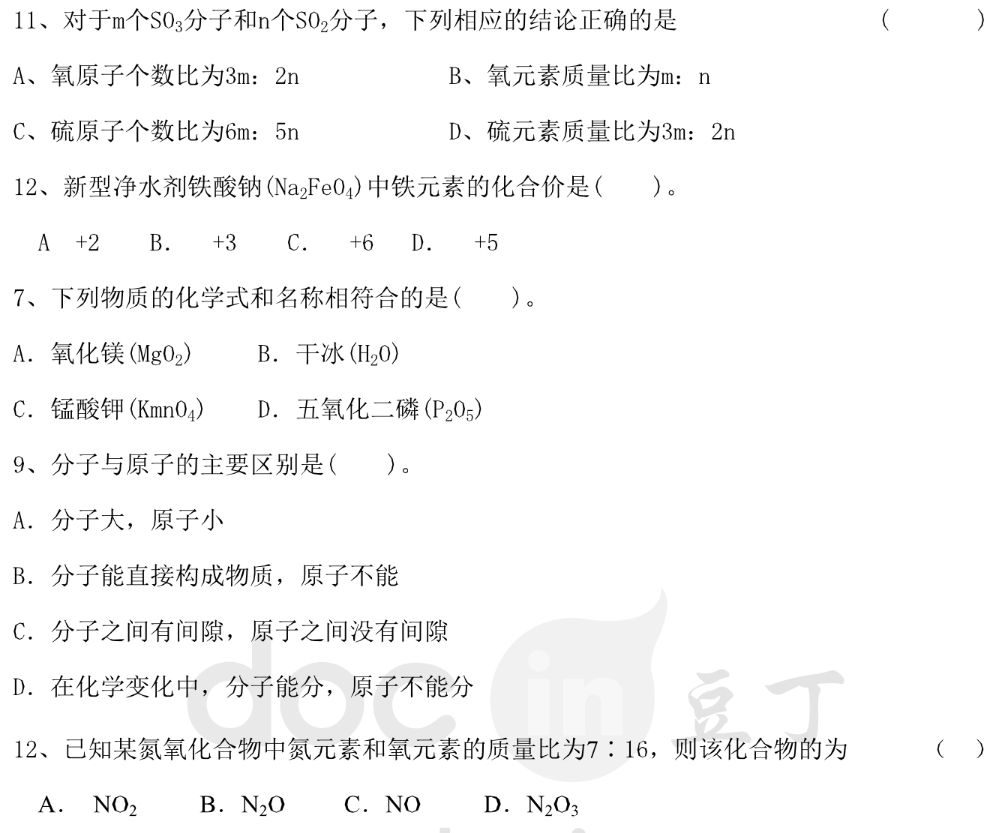 11、对于m个SO₃分子和n个SO₂分子，下列相应的结论正确的是 （ ）
A、氧原子个数比为3m：2n B、氧元素质量比为m：n
C、硫原子个数比为6m：5n D、硫元素质量比为3m：2n
12、新型净水剂铁酸钠(Na₂FeO₄)中铁元素的化合价是( )。
A +2 B. +3 C. +6 D. +5
7、下列物质的化学式和名称相符合的是( )。
A. 氧化镁(MgO₂) B. 干冰(H₂O)
C. 锰酸钾(KmnO₄) D. 五氧化二磷(P₂O₅)
9、分子与原子的主要区别是( )。
A. 分子大，原子小
B. 分子能直接构成物质，原子不能
C. 分子之间有间隙，原子之间没有间隙
D. 在化学变化中，分子能分，原子不能分
docin 豆丁
12、已知某氮氧化合物中氮元素和氧元素的质量比为7∶16，则该化合物的为 （ ）
A. NO₂ B. N₂O C. NO D. N₂O₃